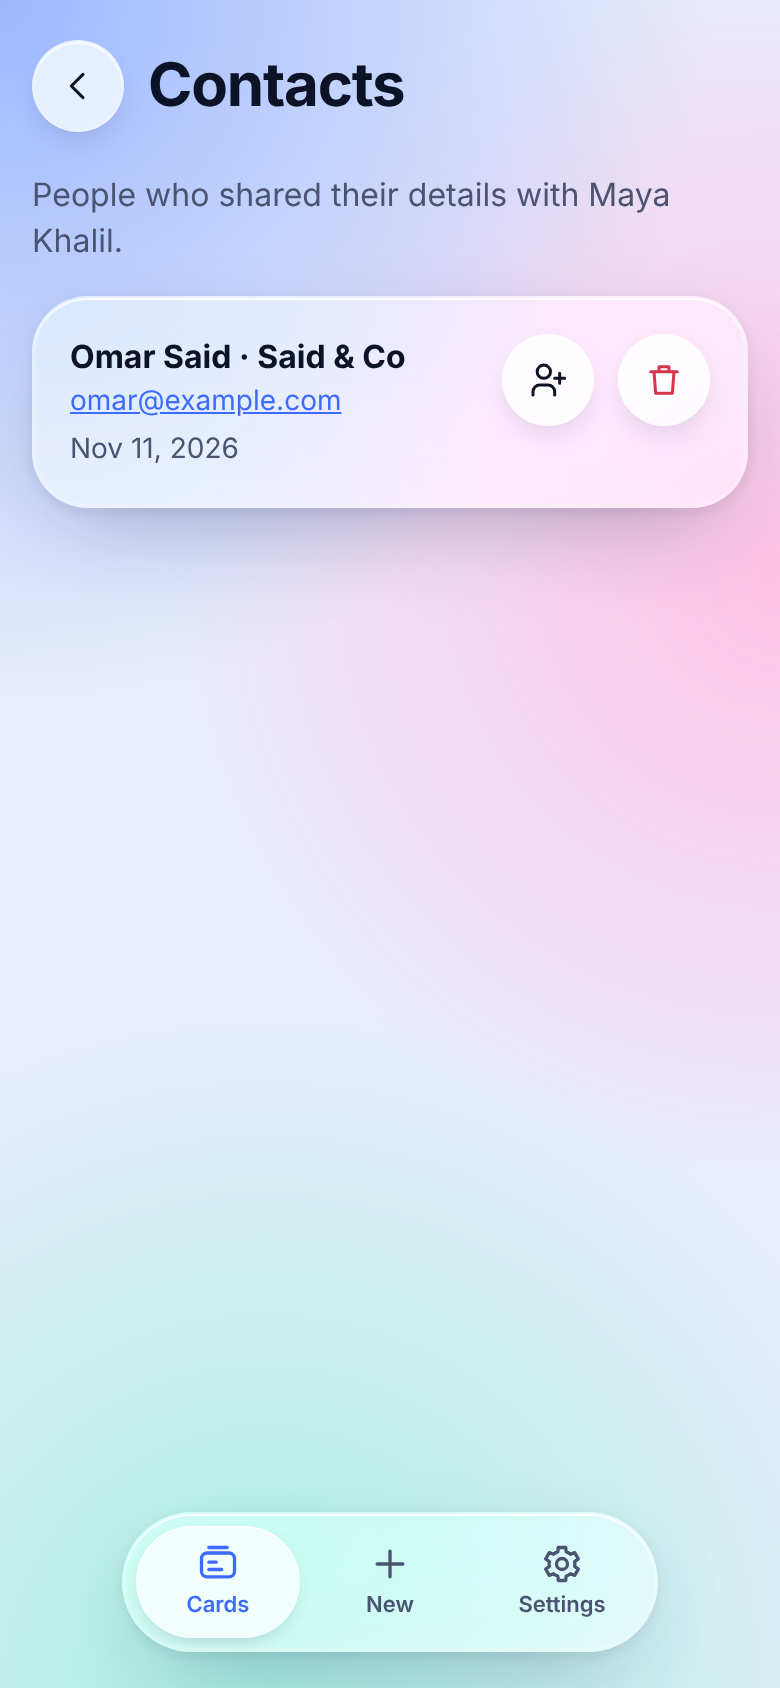 Contacts
People who shared their details with Maya
Khalil.
Omar Said · Said & Co
omar@example.com
Nov 11, 2026
Cards
New
Settings